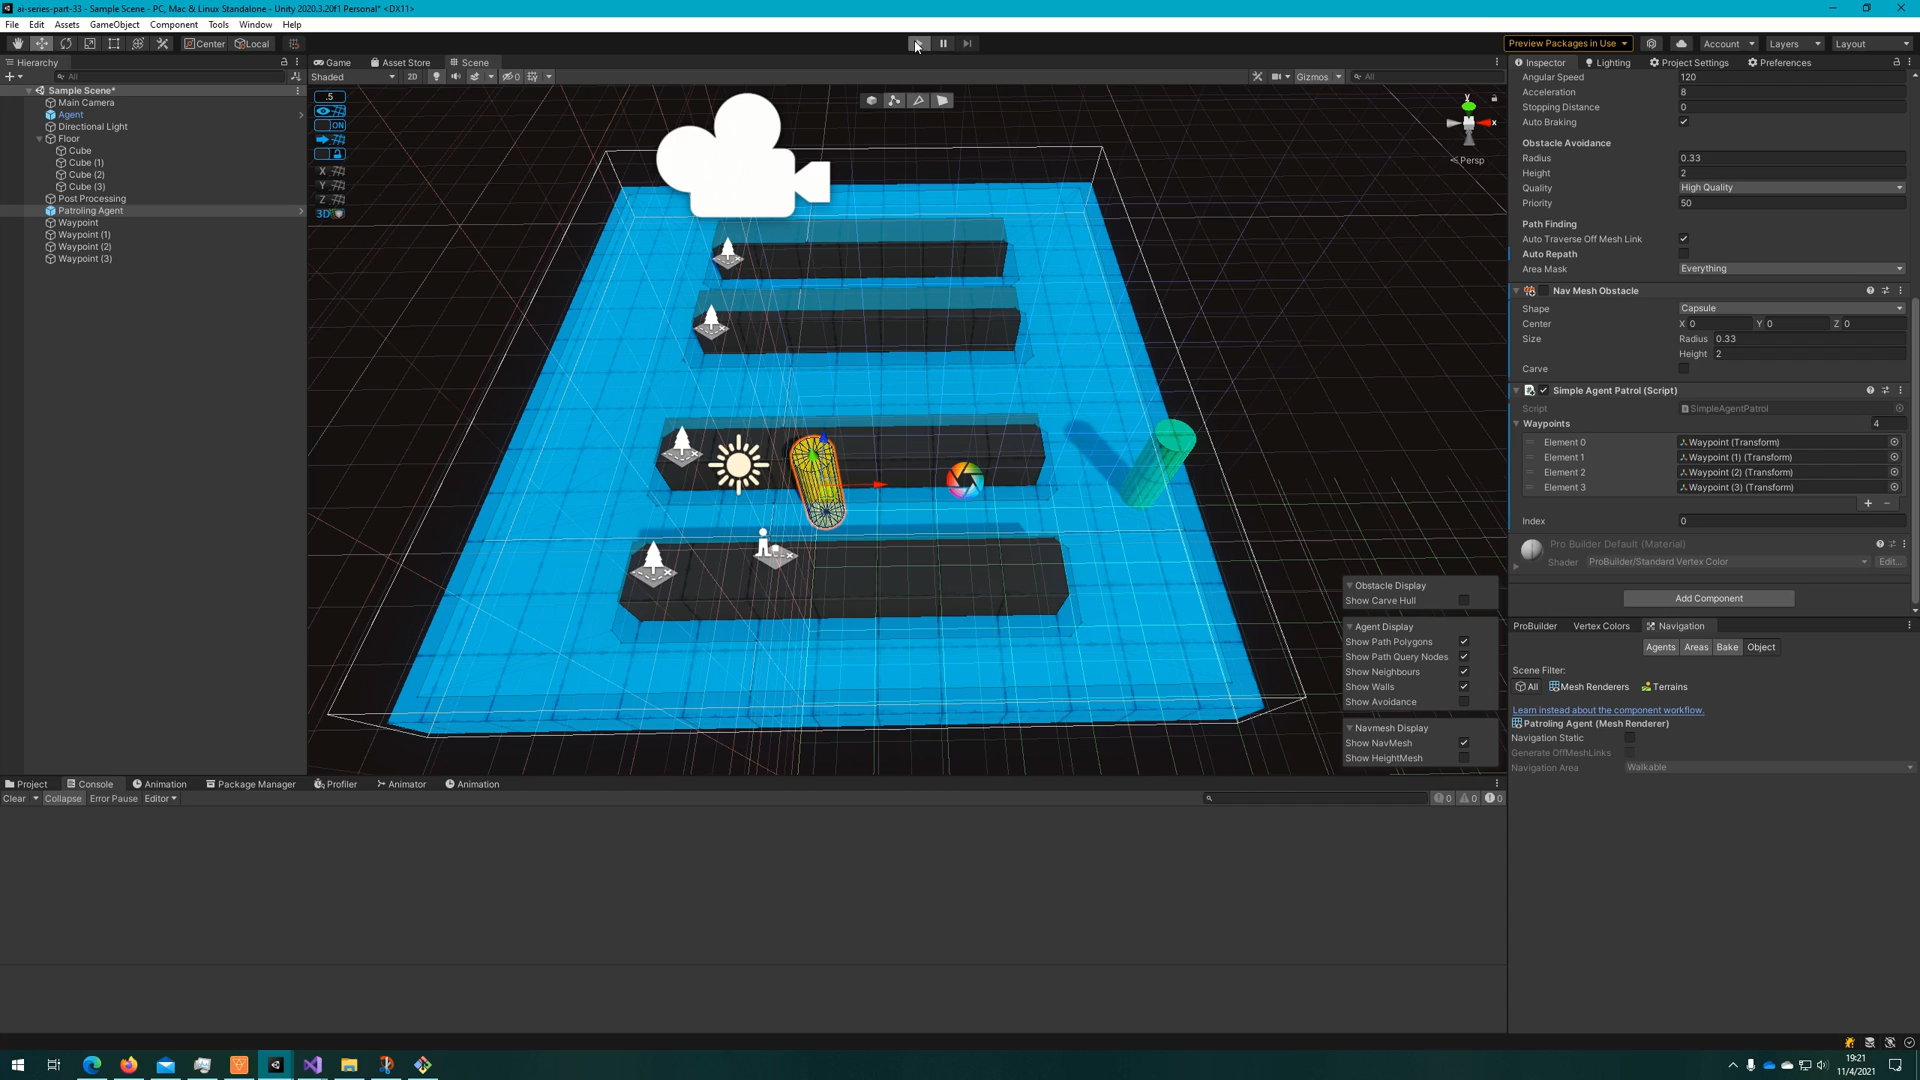 ai-series-part-33 - Sample Scene - PC, Mac & Linux Standalone - Unity 2020.3.20f1 Personal* <DX11>
File Edit Assets GameObject Component Tools Window Help
Center Local
Preview Packages in Use Account Layers Layout
Hierarchy
All
Sample Scene*
Main Camera
Agent
Directional Light
Floor
Cube
Cube (1)
Cube (2)
Cube (3)
Post Processing
Patroling Agent
Waypoint
Waypoint (1)
Waypoint (2)
Waypoint (3)
Game Asset Store Scene
Shaded 2D 0 Gizmos All
.5
ON
X
Y
Z
3D
y
x
Persp
Obstacle Display
Show Carve Hull
Agent Display
Show Path Polygons
Show Path Query Nodes
Show Neighbours
Show Walls
Show Avoidance
Navmesh Display
Show NavMesh
Show HeightMesh
Inspector Lighting Project Settings Preferences
Angular Speed 120
Acceleration 8
Stopping Distance 0
Auto Braking
Obstacle Avoidance
Radius 0.33
Height 2
Quality High Quality
Priority 50
Path Finding
Auto Traverse Off Mesh Link
Auto Repath
Area Mask Everything
Nav Mesh Obstacle
Shape Capsule
Center X 0 Y 0 Z 0
Size Radius 0.33
Height 2
Carve
Simple Agent Patrol (Script)
Script SimpleAgentPatrol
Waypoints 4
Element 0 Waypoint (Transform)
Element 1 Waypoint (1) (Transform)
Element 2 Waypoint (2) (Transform)
Element 3 Waypoint (3) (Transform)
Index 0
Pro Builder Default (Material)
Shader ProBuilder/Standard Vertex Color Edit...
Add Component
ProBuilder Vertex Colors Navigation
Agents Areas Bake Object
Scene Filter:
All Mesh Renderers Terrains
Learn instead about the component workflow.
Patroling Agent (Mesh Renderer)
Navigation Static
Generate OffMeshLinks
Navigation Area Walkable
Project Console Animation Package Manager Profiler Animator Animation
Clear Collapse Error Pause Editor 0 0 0
19:21
11/4/2021